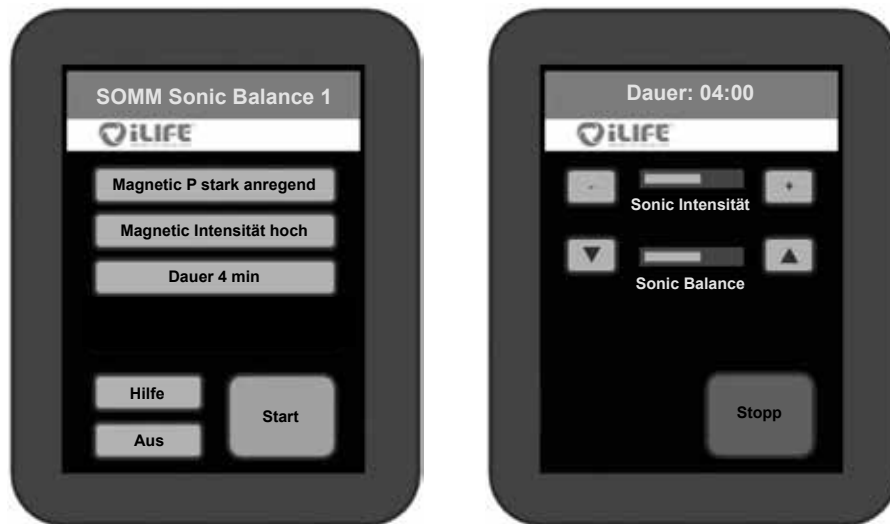 SOMM Sonic Balance 1
iLIFE
Magnetic P stark anregend
Magnetic Intensität hoch
Dauer 4 min
Hilfe
Aus
Start
Dauer: 04:00
iLIFE
-
+
Sonic Intensität
▼
▲
Sonic Balance
Stopp